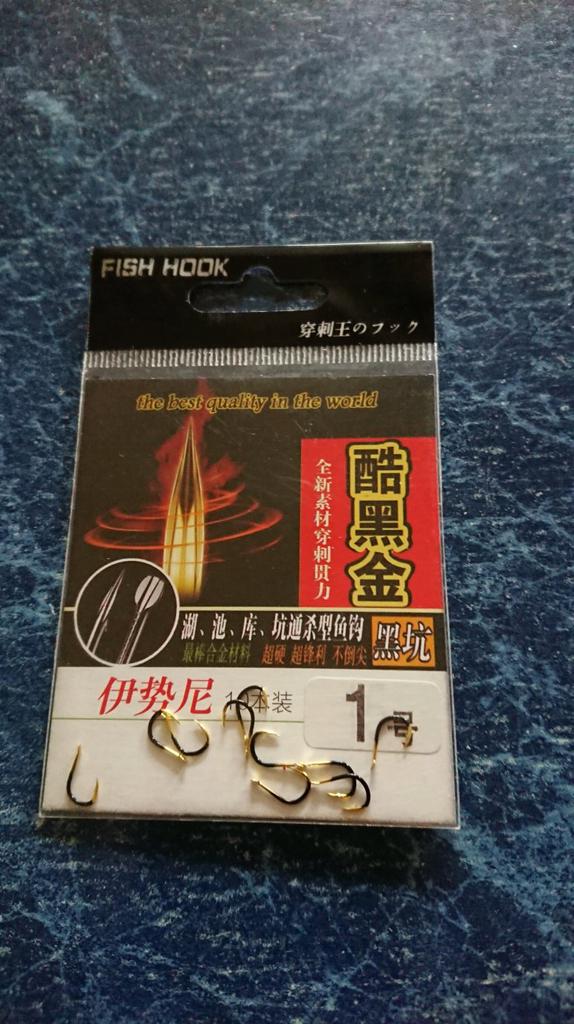 FISH HOOK
穿刺王のフック
the best quality in the world
酷黑金
全新素材穿刺贯力
湖、池、库、坑通杀型鱼钩
黑坑
最棒合金材料 超硬 超锋利 不倒尖
伊势尼
本装
1号